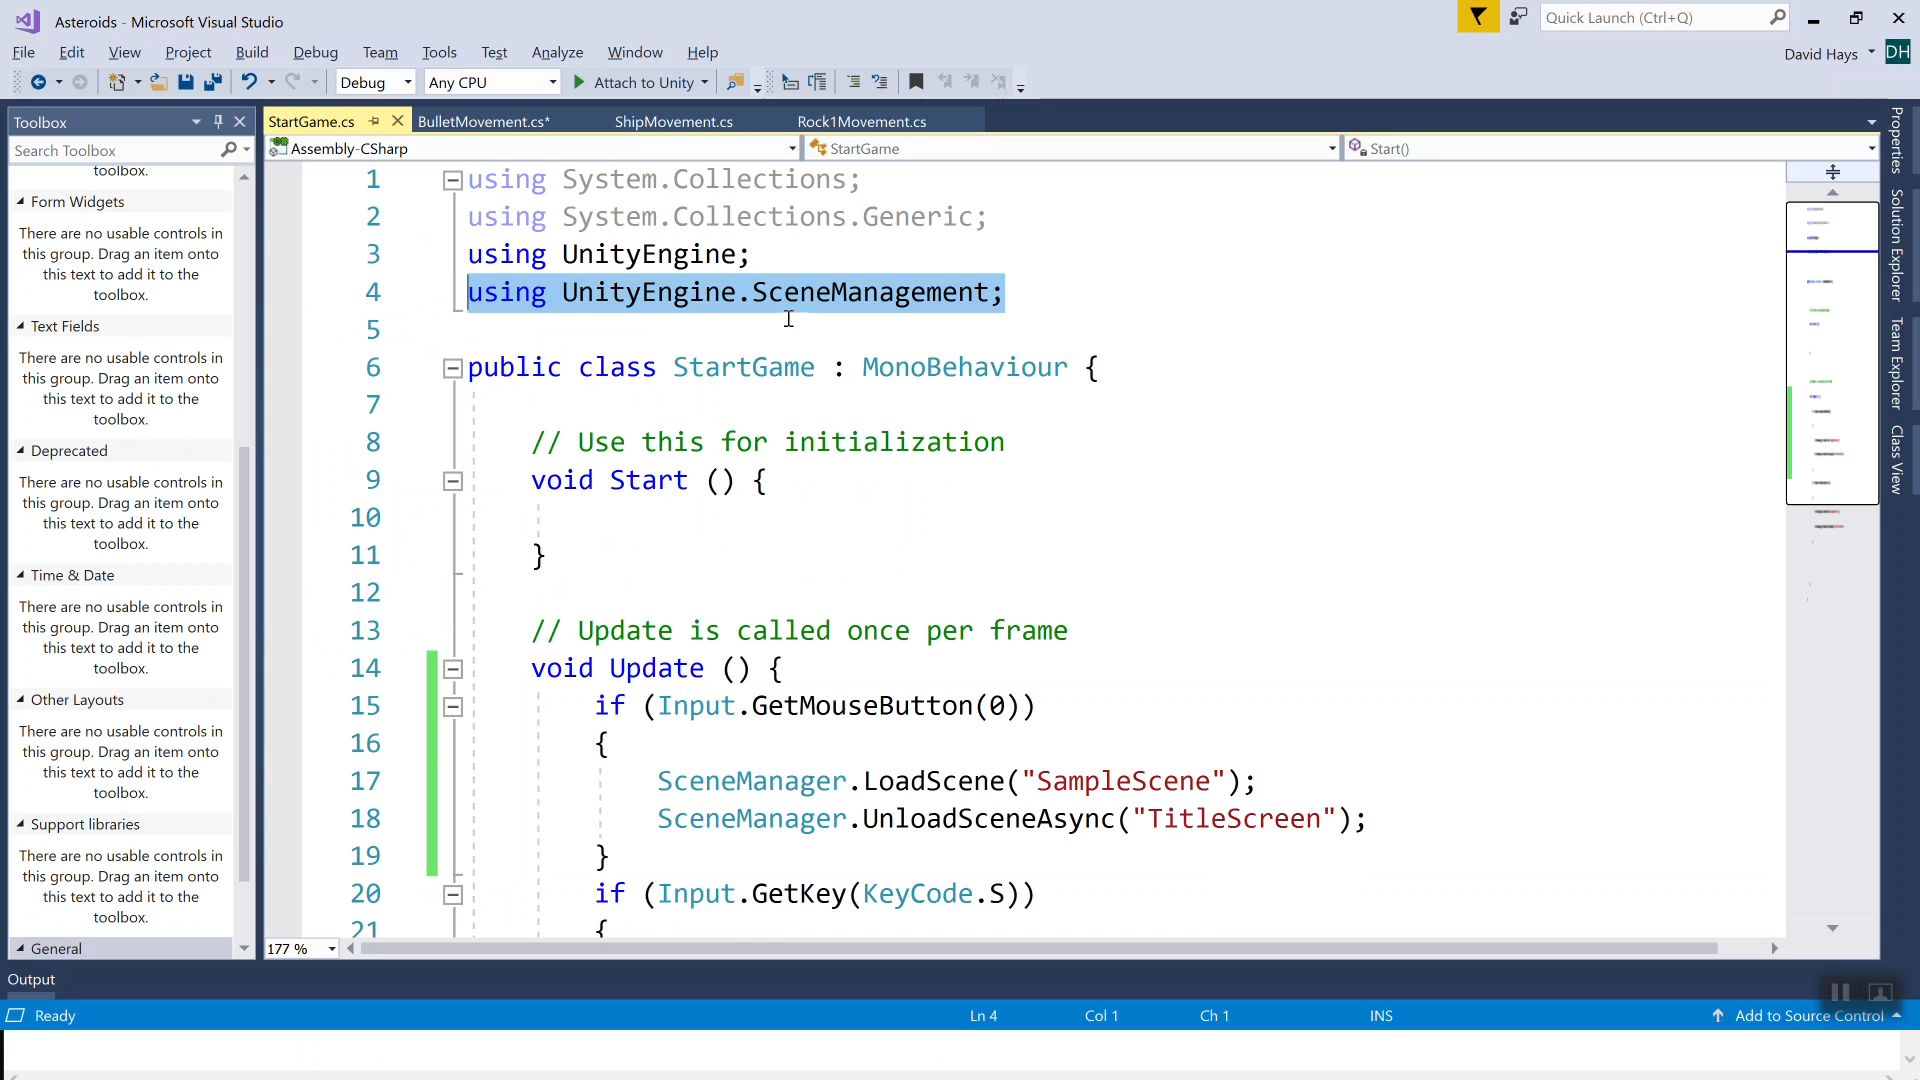 Asteroids - Microsoft Visual Studio
Quick Launch (Ctrl+Q)
File Edit View Project Build Debug Team Tools Test Analyze Window Help
David Hays DH
Debug Any CPU Attach to Unity
Toolbox
StartGame.cs BulletMovement.cs* ShipMovement.cs Rock1Movement.cs
Search Toolbox
Assembly-CSharp StartGame Start()
toolbox.
Form Widgets
There are no usable controls in
this group. Drag an item onto
this text to add it to the
toolbox.
Text Fields
There are no usable controls in
this group. Drag an item onto
this text to add it to the
toolbox.
Deprecated
There are no usable controls in
this group. Drag an item onto
this text to add it to the
toolbox.
Time & Date
There are no usable controls in
this group. Drag an item onto
this text to add it to the
toolbox.
Other Layouts
There are no usable controls in
this group. Drag an item onto
this text to add it to the
toolbox.
Support libraries
There are no usable controls in
this group. Drag an item onto
this text to add it to the
toolbox.
General
1 using System.Collections;
2 using System.Collections.Generic;
3 using UnityEngine;
4 using UnityEngine.SceneManagement;
5
6 public class StartGame : MonoBehaviour {
7
8 // Use this for initialization
9 void Start () {
10
11 }
12
13 // Update is called once per frame
14 void Update () {
15 if (Input.GetMouseButton(0))
16 {
17 SceneManager.LoadScene("SampleScene");
18 SceneManager.UnloadSceneAsync("TitleScreen");
19 }
20 if (Input.GetKey(KeyCode.S))
21 {
177 %
Properties
Solution Explorer
Team Explorer
Class View
Output
Ready Ln 4 Col 1 Ch 1 INS Add to Source Control